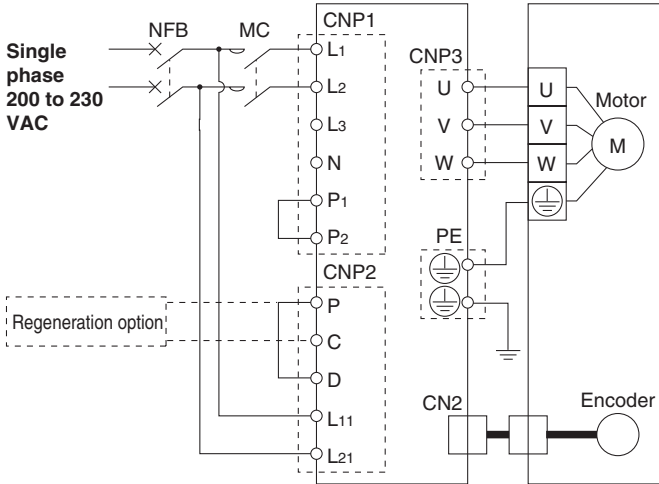 NFB
MC
CNP1
Single
phase
200 to 230
VAC
L1
L2
L3
N
P1
P2
CNP3
U
V
W
U
V
W
Motor
M
PE
CNP2
Regeneration option
P
C
D
L11
L21
CN2
Encoder